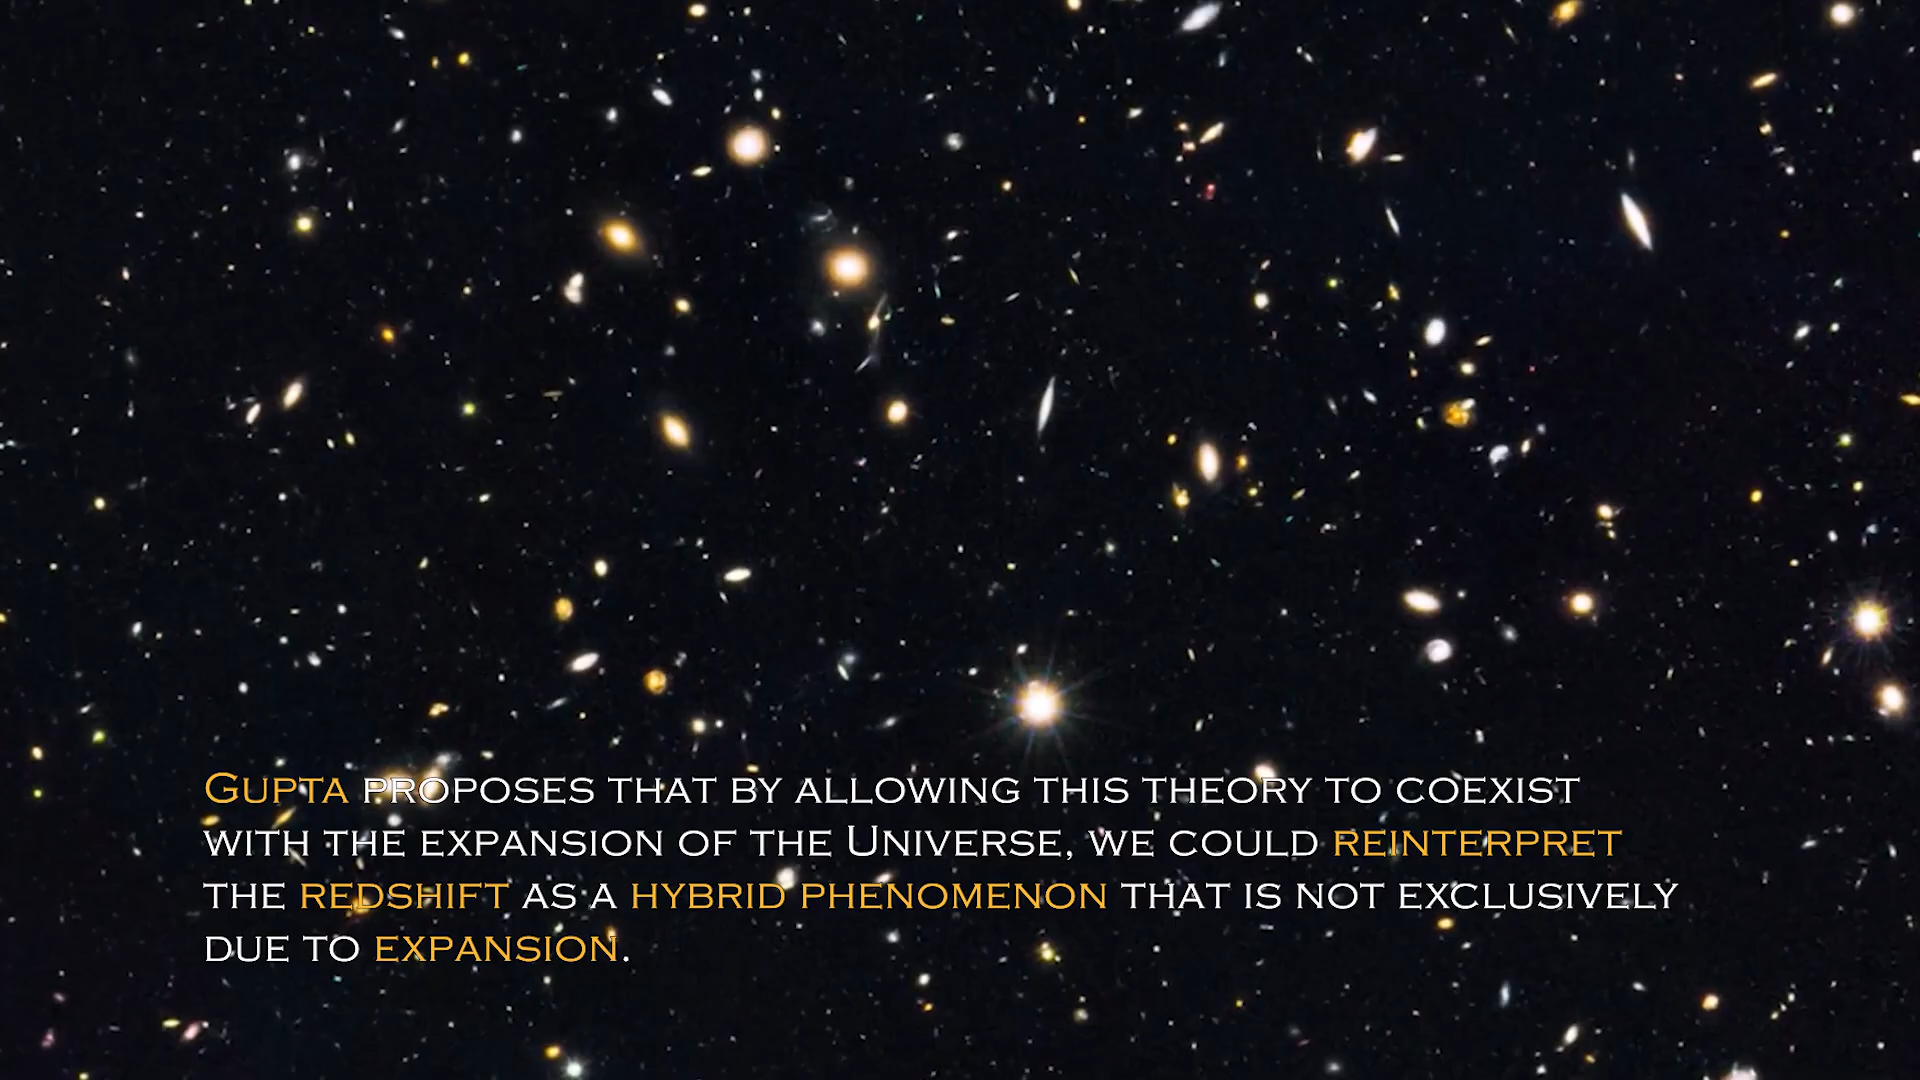 Gupta proposes that by allowing this theory to coexist
with the expansion of the Universe, we could reinterpret
the redshift as a hybrid phenomenon that is not exclusively
due to expansion.